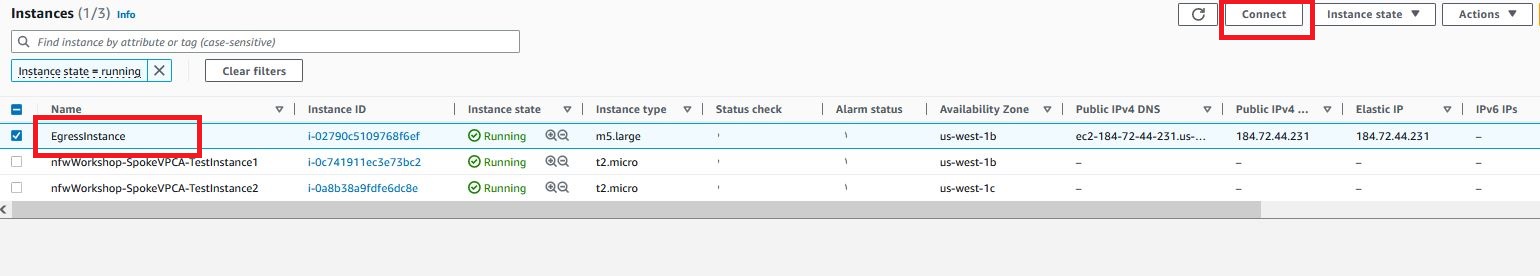 Instances (1/3) Info
Connect Instance state Actions
Find instance by attribute or tag (case-sensitive)
Instance state = running Clear filters
Name Instance ID Instance state Instance type Status check Alarm status Availability Zone Public IPv4 DNS Public IPv4 ... Elastic IP IPv6 IPs
EgressInstance i-02790c5109768f6ef Running m5.large us-west-1b ec2-184-72-44-231.us-... 184.72.44.231 184.72.44.231 –
nfwWorkshop-SpokeVPCA-TestInstance1 i-0c741911ec3e73bc2 Running t2.micro us-west-1b – – – –
nfwWorkshop-SpokeVPCA-TestInstance2 i-0a8b38a9fdfe6dc8e Running t2.micro us-west-1c – – – –